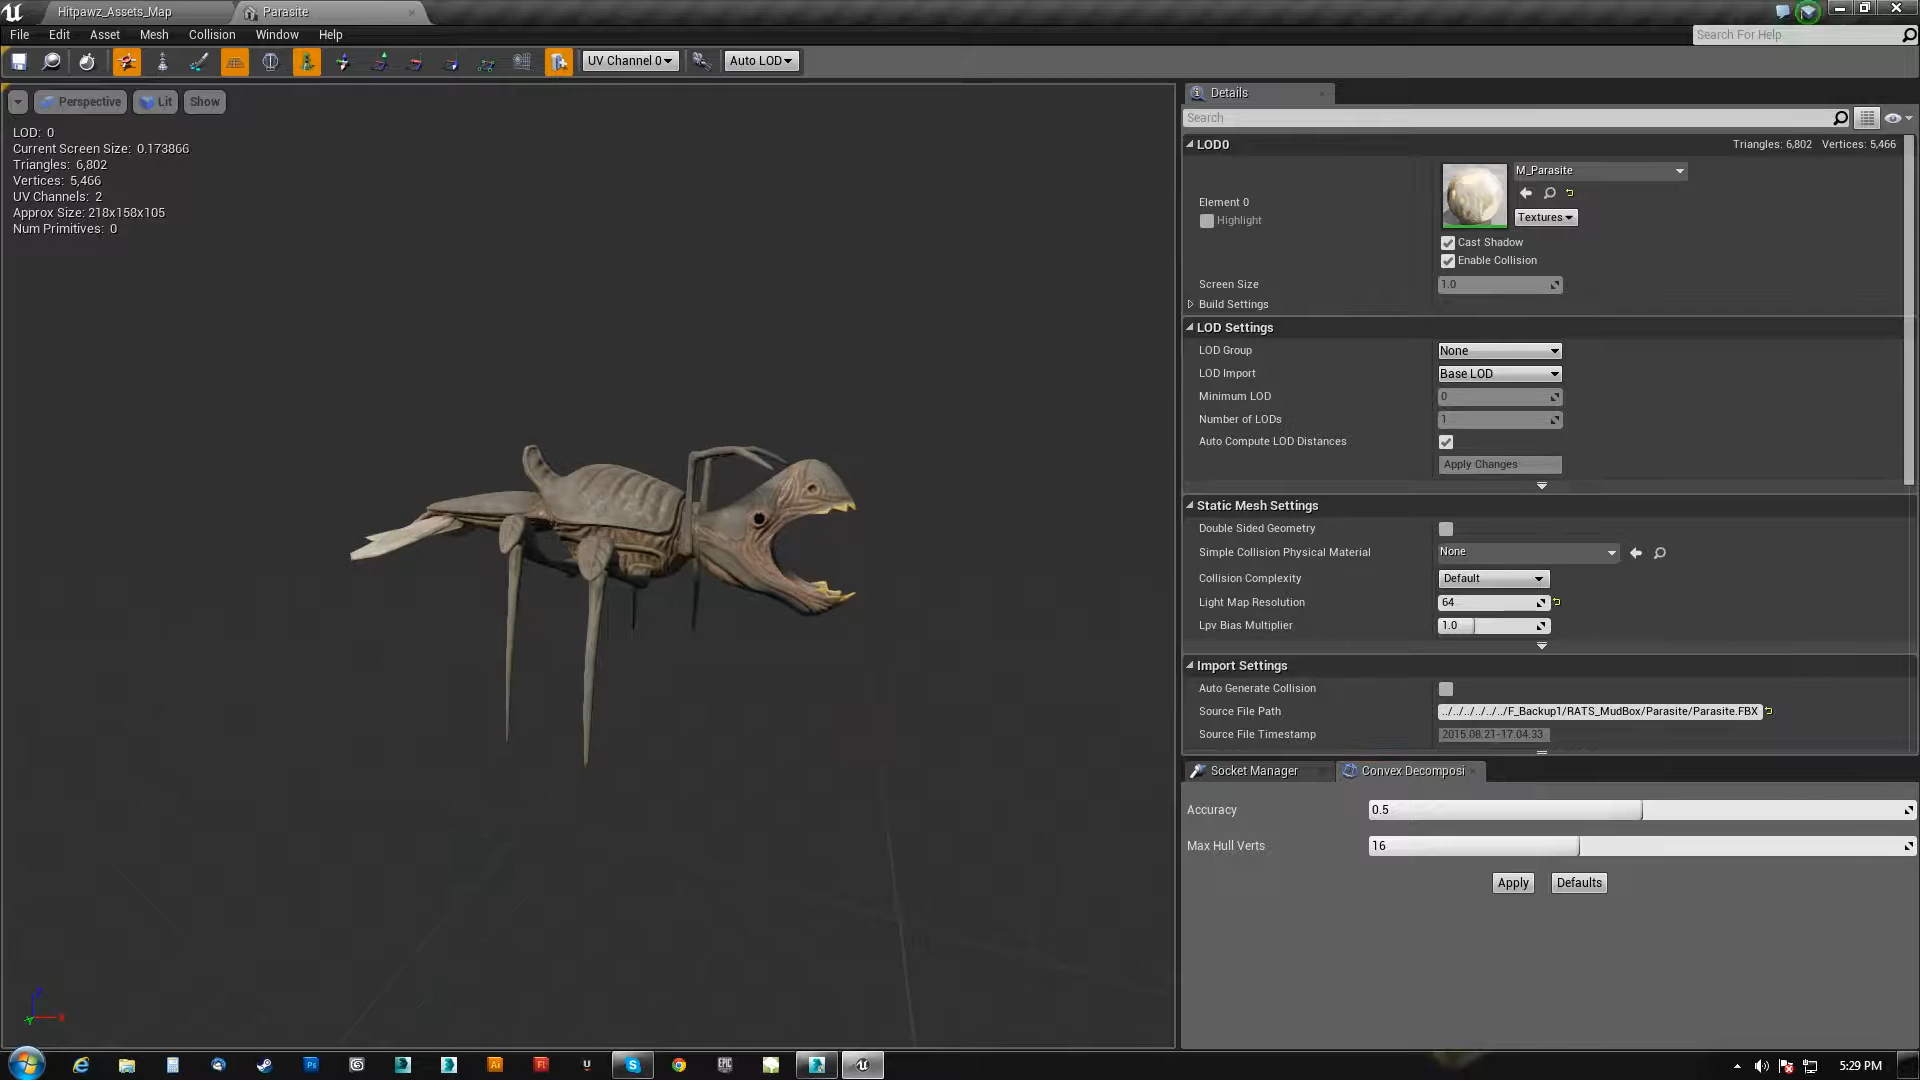 Hitpawz_Assets_Map
Parasite
File Edit Asset Mesh Collision Window Help
Search For Help
UV Channel 0
Auto LOD
Perspective
Lit
Show
LOD: 0
Current Screen Size: 0.173866
Triangles: 6,802
Vertices: 5,466
UV Channels: 2
Approx Size: 218x158x105
Num Primitives: 0
Details
Search
LOD0
Triangles: 6,802 Vertices: 5,466
M_Parasite
Element 0
Highlight
Textures
Cast Shadow
Enable Collision
Screen Size 1.0
Build Settings
LOD Settings
LOD Group None
LOD Import Base LOD
Minimum LOD 0
Number of LODs 1
Auto Compute LOD Distances
Apply Changes
Static Mesh Settings
Double Sided Geometry
Simple Collision Physical Material None
Collision Complexity Default
Light Map Resolution 64
Lpv Bias Multiplier 1.0
Import Settings
Auto Generate Collision
Source File Path ../../../../../../F_Backup1/RATS_MudBox/Parasite/Parasite.FBX
Source File Timestamp 2015.08.21-17.04.33
Socket Manager
Convex Decomposi
Accuracy 0.5
Max Hull Verts 16
Apply Defaults
Z
X
Y
Ps
Ai
Fl
EPIC
5:29 PM